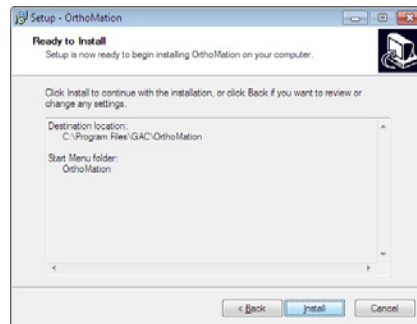 Setup - OrthoMation
Ready to Install
Setup is now ready to begin installing OrthoMation on your computer.
Click Install to continue with the installation, or click Back if you want to review or
change any settings.
Destination location:
C:\Program Files\GAC\OrthoMation
Start Menu folder:
OrthoMation
< Back Install Cancel